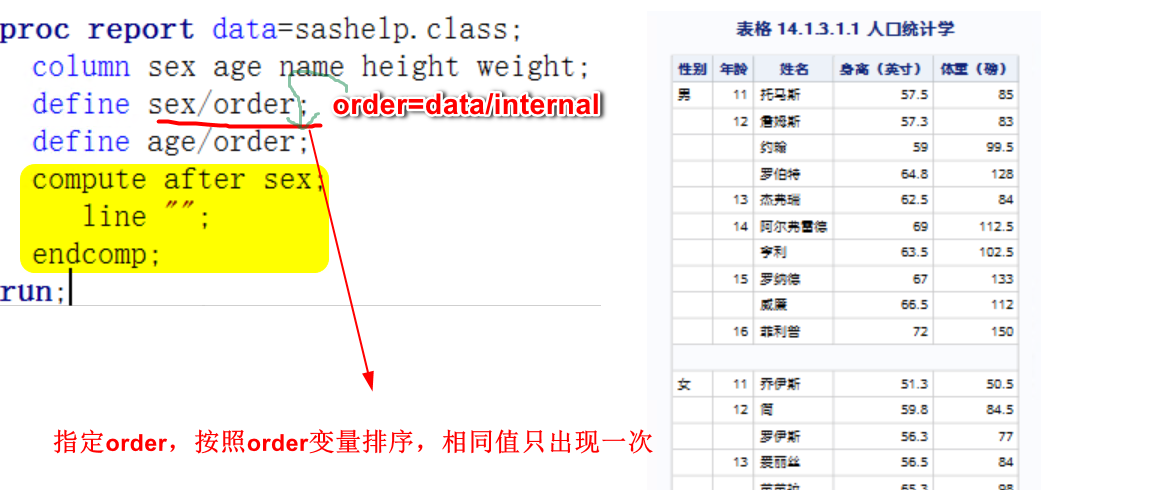 proc report data=sashelp.class;
column sex age name height weight;
define sex/order;
order=data/internal
define age/order;
compute after sex;
line "";
endcomp;
run;
指定order，按照order变量排序，相同值只出现一次
表格 14.1.3.1.1 人口统计学
性别 年龄 姓名 身高（英寸） 体重（磅）
男 11 托马斯 57.5 85
12 詹姆斯 57.3 83
约翰 59 99.5
罗伯特 64.8 128
13 杰弗瑞 62.5 84
14 阿尔弗雷德 69 112.5
亨利 63.5 102.5
15 罗纳德 67 133
威廉 66.5 112
16 菲利普 72 150
女 11 乔伊斯 51.3 50.5
12 简 59.8 84.5
罗伊斯 56.3 77
13 爱丽丝 56.5 84
65.3 98